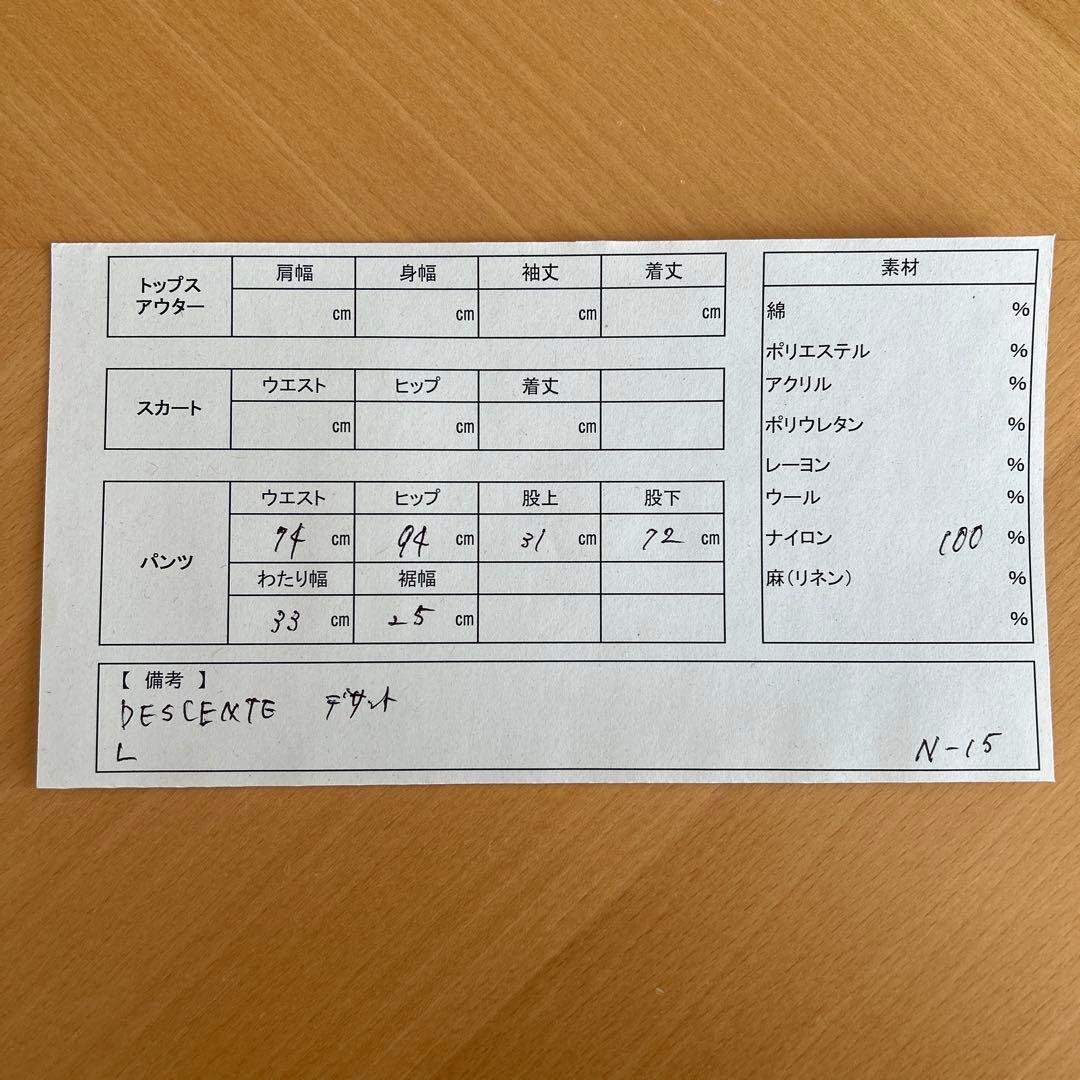 トップス アウター 肩幅 身幅 袖丈 着丈
cm cm cm cm
スカート ウエスト ヒップ 着丈
cm cm cm
パンツ ウエスト ヒップ 股上 股下
74 cm 94 cm 31 cm 72 cm
わたり幅 裾幅
33 cm 25 cm
素材
綿 %
ポリエステル %
アクリル %
ポリウレタン %
レーヨン %
ウール %
ナイロン 100 %
麻(リネン) %
%
【 備考 】
DESCENTE デサント
L N-15